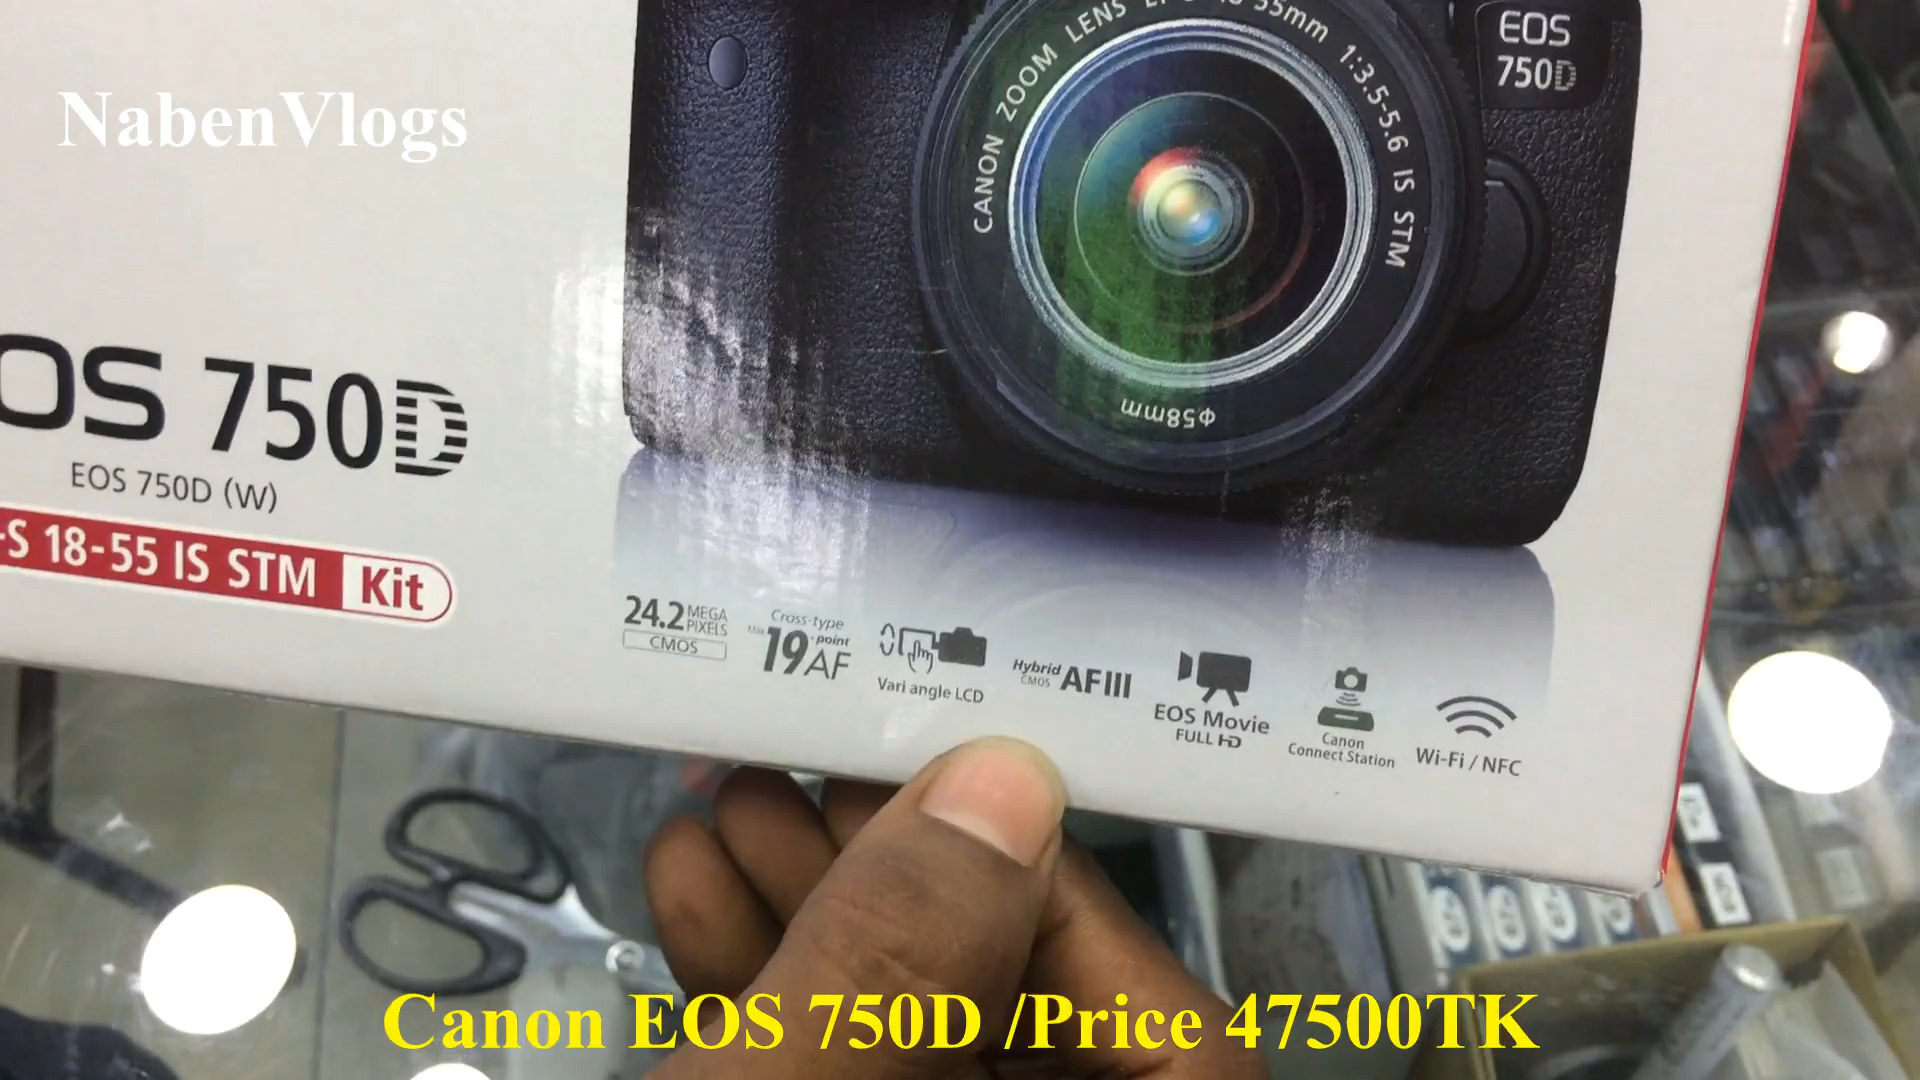 NabenVlogs
EOS
750D
CANON ZOOM LENS 55mm 1:3.5-5.6 IS STM
Φ58mm
OS 750D
EOS 750D (W)
-S 18-55 IS STM Kit
24.2 MEGA PIXELS
CMOS
Cross-type
Max 19-point AF
Vari angle LCD
Hybrid CMOS AF III
EOS Movie
FULL HD
Canon
Connect Station
Wi-Fi / NFC
Canon EOS 750D /Price 47500TK